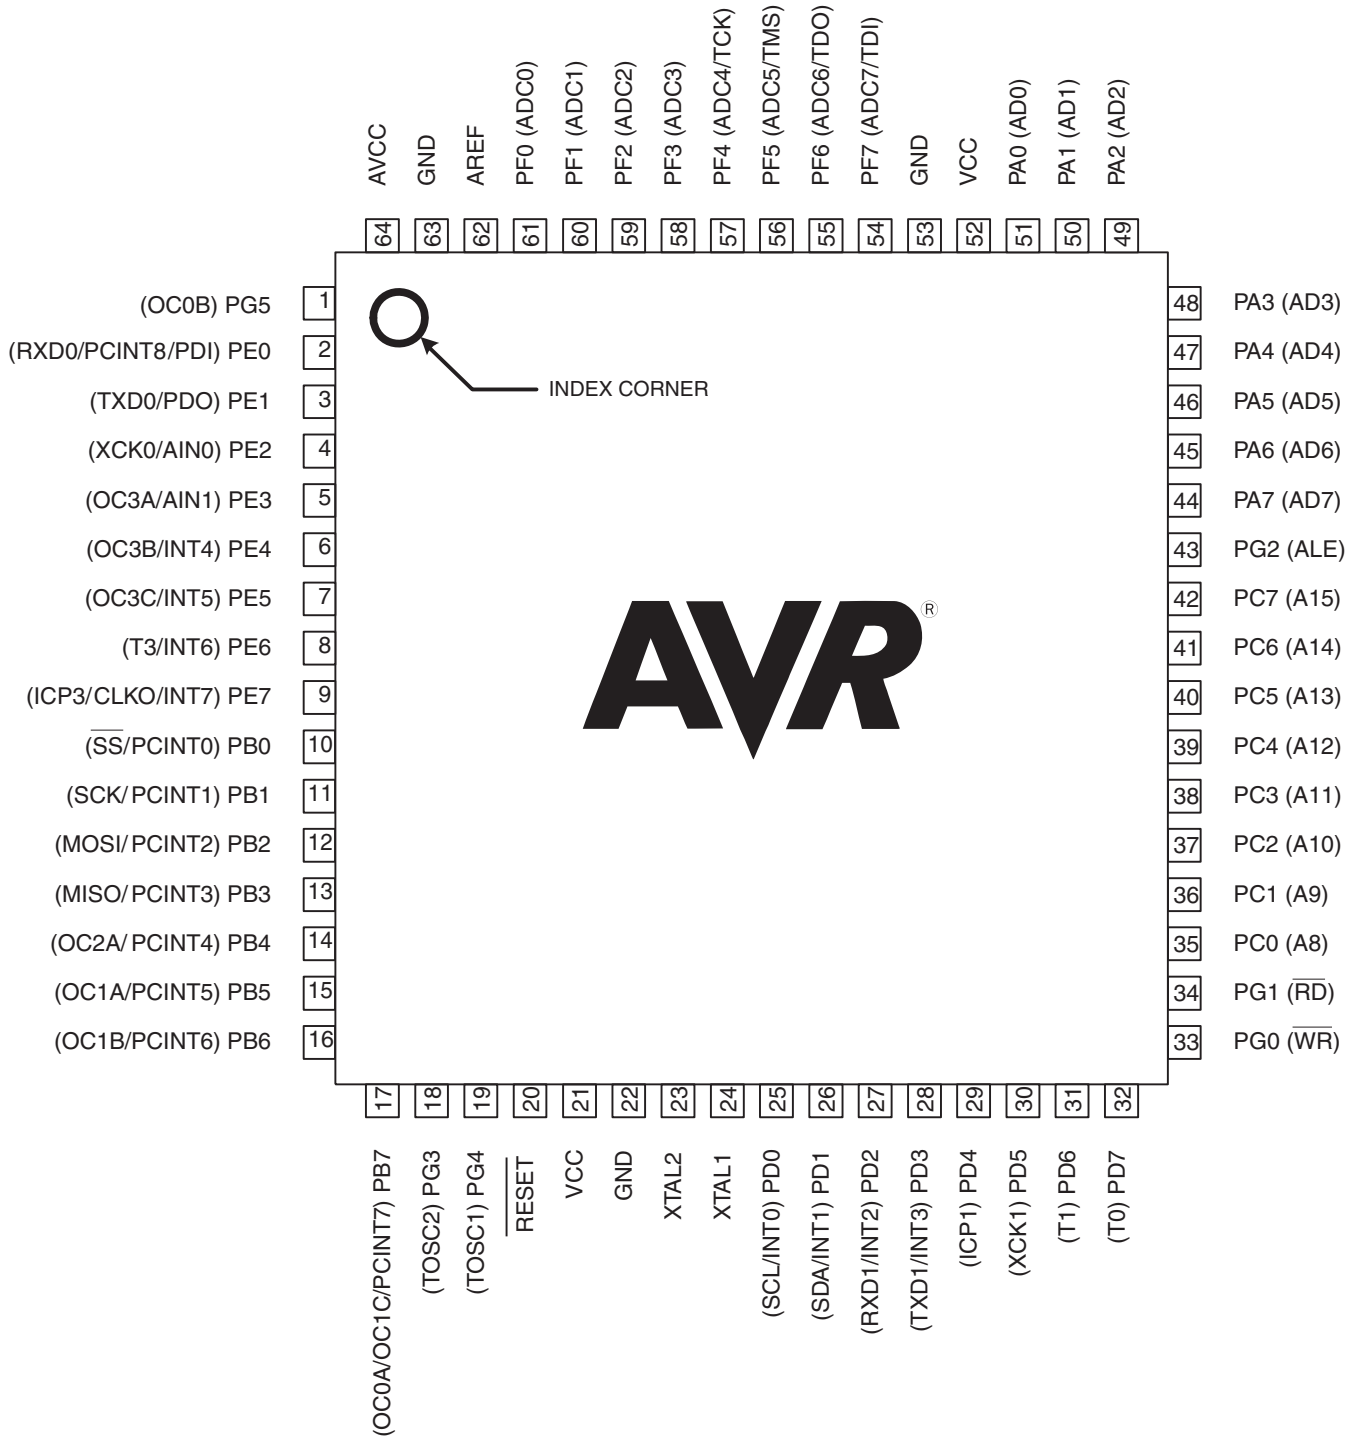 AVCC
GND
AREF
PF0 (ADC0)
PF1 (ADC1)
PF2 (ADC2)
PF3 (ADC3)
PF4 (ADC4/TCK)
PF5 (ADC5/TMS)
PF6 (ADC6/TDO)
PF7 (ADC7/TDI)
GND
VCC
PA0 (AD0)
PA1 (AD1)
PA2 (AD2)
64
63
62
61
60
59
58
57
56
55
54
53
52
51
50
49
(OC0B) PG5 1
(RXD0/PCINT8/PDI) PE0 2
(TXD0/PDO) PE1 3
(XCK0/AIN0) PE2 4
(OC3A/AIN1) PE3 5
(OC3B/INT4) PE4 6
(OC3C/INT5) PE5 7
(T3/INT6) PE6 8
(ICP3/CLKO/INT7) PE7 9
(SS/PCINT0) PB0 10
(SCK/ PCINT1) PB1 11
(MOSI/ PCINT2) PB2 12
(MISO/ PCINT3) PB3 13
(OC2A/ PCINT4) PB4 14
(OC1A/PCINT5) PB5 15
(OC1B/PCINT6) PB6 16
INDEX CORNER
AVR®
48 PA3 (AD3)
47 PA4 (AD4)
46 PA5 (AD5)
45 PA6 (AD6)
44 PA7 (AD7)
43 PG2 (ALE)
42 PC7 (A15)
41 PC6 (A14)
40 PC5 (A13)
39 PC4 (A12)
38 PC3 (A11)
37 PC2 (A10)
36 PC1 (A9)
35 PC0 (A8)
34 PG1 (RD)
33 PG0 (WR)
17
18
19
20
21
22
23
24
25
26
27
28
29
30
31
32
(OC0A/OC1C/PCINT7) PB7
(TOSC2) PG3
(TOSC1) PG4
RESET
VCC
GND
XTAL2
XTAL1
(SCL/INT0) PD0
(SDA/INT1) PD1
(RXD1/INT2) PD2
(TXD1/INT3) PD3
(ICP1) PD4
(XCK1) PD5
(T1) PD6
(T0) PD7